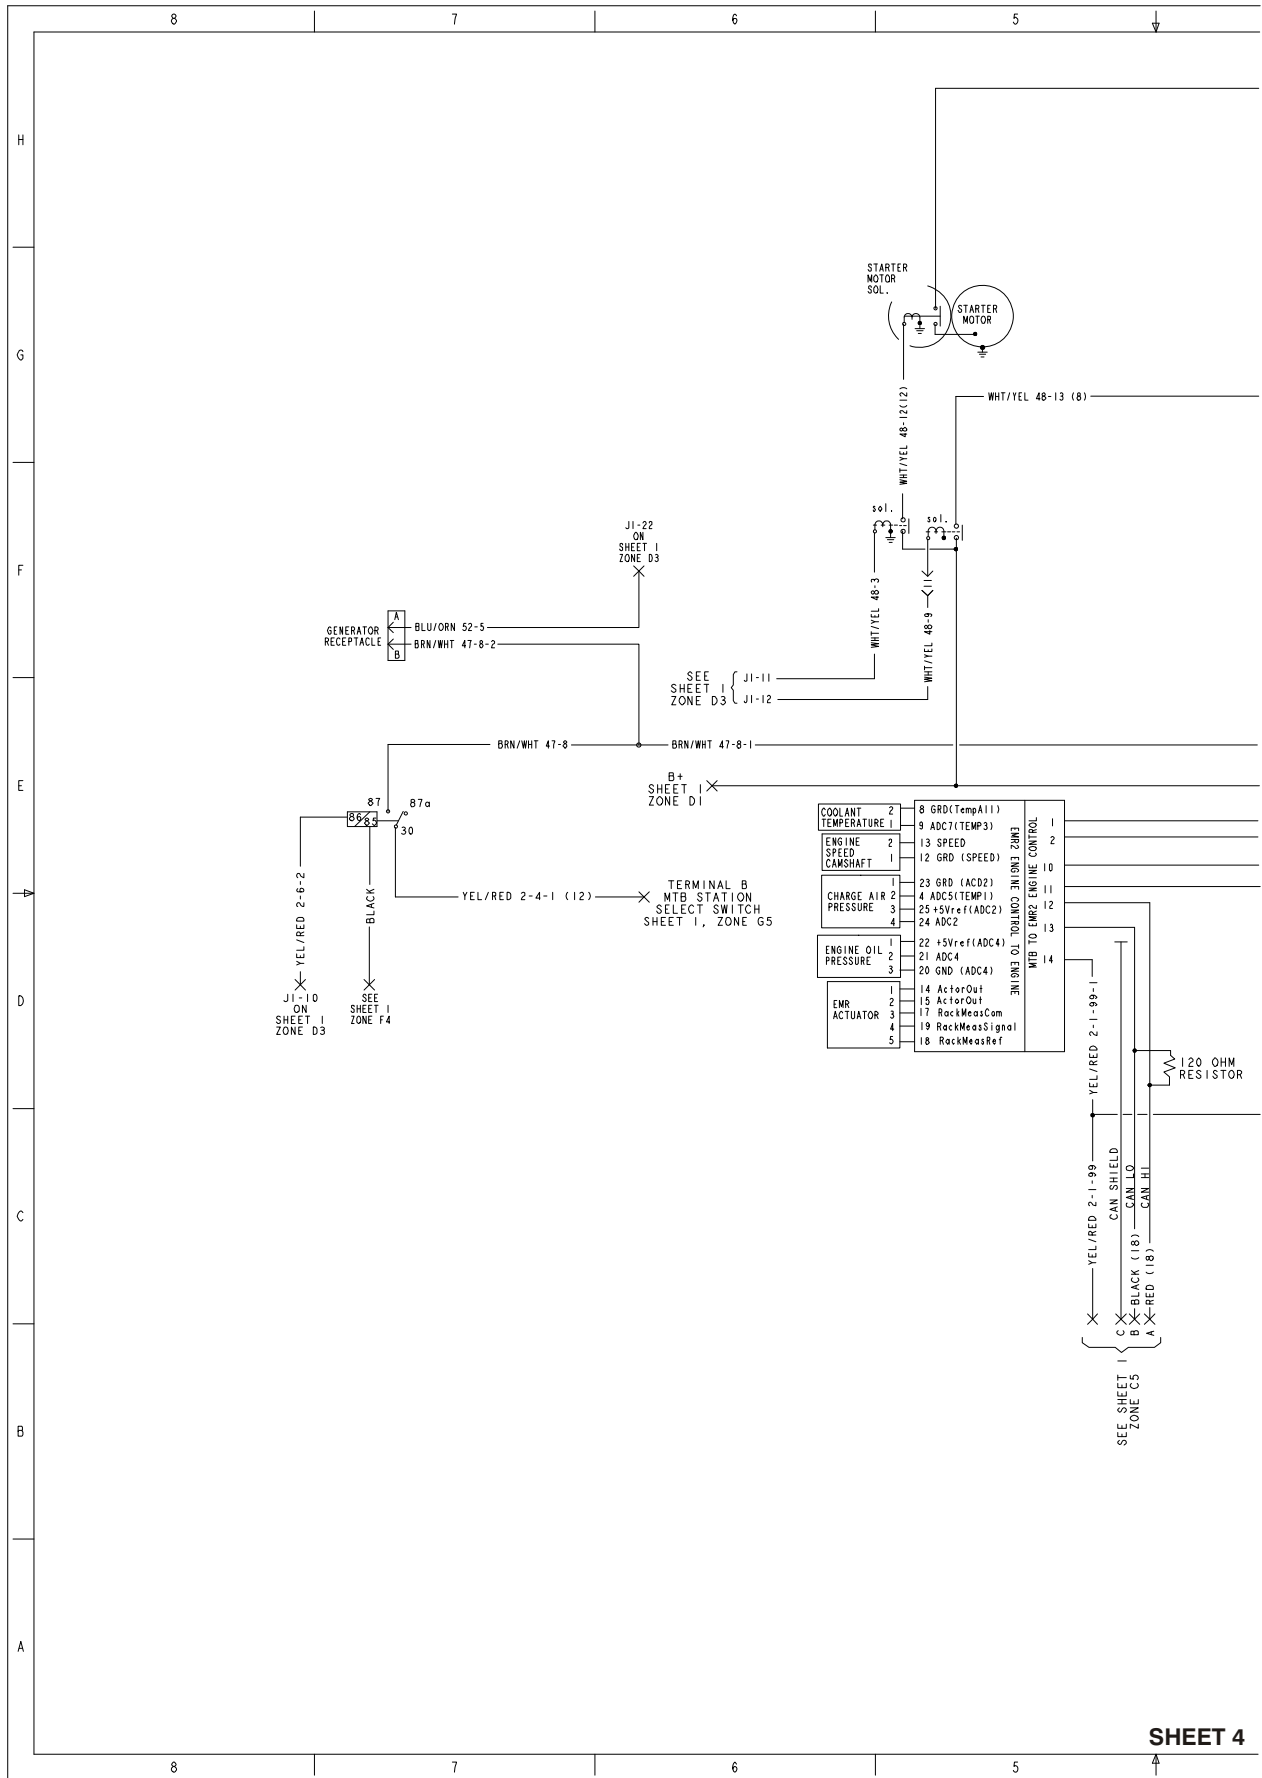 8 7 6 5
H
G
F
E
D
C
B
A
STARTER
MOTOR
SOL.
STARTER
MOTOR
WHT/YEL 48-12(12)
WHT/YEL 48-13 (8)
sol.
sol.
J1-22
ON
SHEET 1
ZONE D3
GENERATOR
RECEPTACLE
A
B
BLU/ORN 52-5
BRN/WHT 47-8-2
WHT/YEL 48-3
WHT/YEL 48-9
11
SEE
SHEET 1
ZONE D3
J1-11
J1-12
BRN/WHT 47-8
BRN/WHT 47-8-1
B+
SHEET 1
ZONE D1
87
87a
86
85
30
YEL/RED 2-6-2
BLACK
YEL/RED 2-4-1 (12)
TERMINAL B
MTB STATION
SELECT SWITCH
SHEET 1, ZONE G5
J1-10
ON
SHEET 1
ZONE D3
SEE
SHEET 1
ZONE F4
COOLANT 2
TEMPERATURE 1
8 GRD(TempAll)
9 ADC7(TEMP3)
ENGINE 2
SPEED
CAMSHAFT 1
13 SPEED
12 GRD (SPEED)
CHARGE AIR
PRESSURE
1
2
3
4
23 GRD (ACD2)
4 ADC5(TEMP1)
25 +5Vref(ADC2)
24 ADC2
ENGINE OIL
PRESSURE
1
2
3
22 +5Vref(ADC4)
21 ADC4
20 GND (ADC4)
EMR
ACTUATOR
1
2
3
4
5
14 ActorOut
15 ActorOut
17 RackMeasCom
19 RackMeasSignal
18 RackMeasRef
EMR2 ENGINE CONTROL TO ENGINE
MTB TO EMR2 ENGINE CONTROL
1
2
10
11
12
13
14
YEL/RED 2-1-99-1
120 OHM
RESISTOR
YEL/RED 2-1-99
CAN SHIELD
CAN LO
CAN HI
BLACK (18)
RED (18)
C
B
A
SEE SHEET 1
ZONE C5
SHEET 4
8 7 6 5